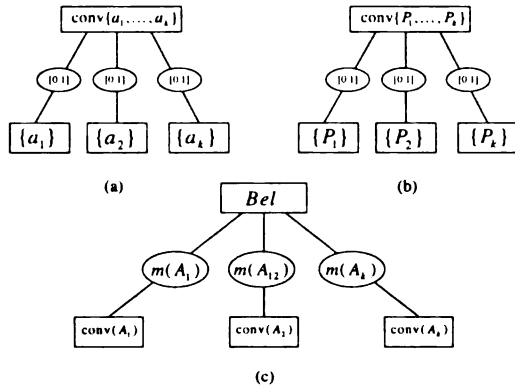 conv{a₁,....,aₖ} conv{P₁,....,Pₖ}
[0.1] [0.1] [0.1] [0.1] [0.1] [0.1]
{a₁} {a₂} {aₖ} {P₁} {P₂} {Pₖ}
(a) (b)
Bel
m(A₁) m(A₁₂) m(Aₖ)
conv(A₁) conv(A₂) conv(Aₖ)
(c)